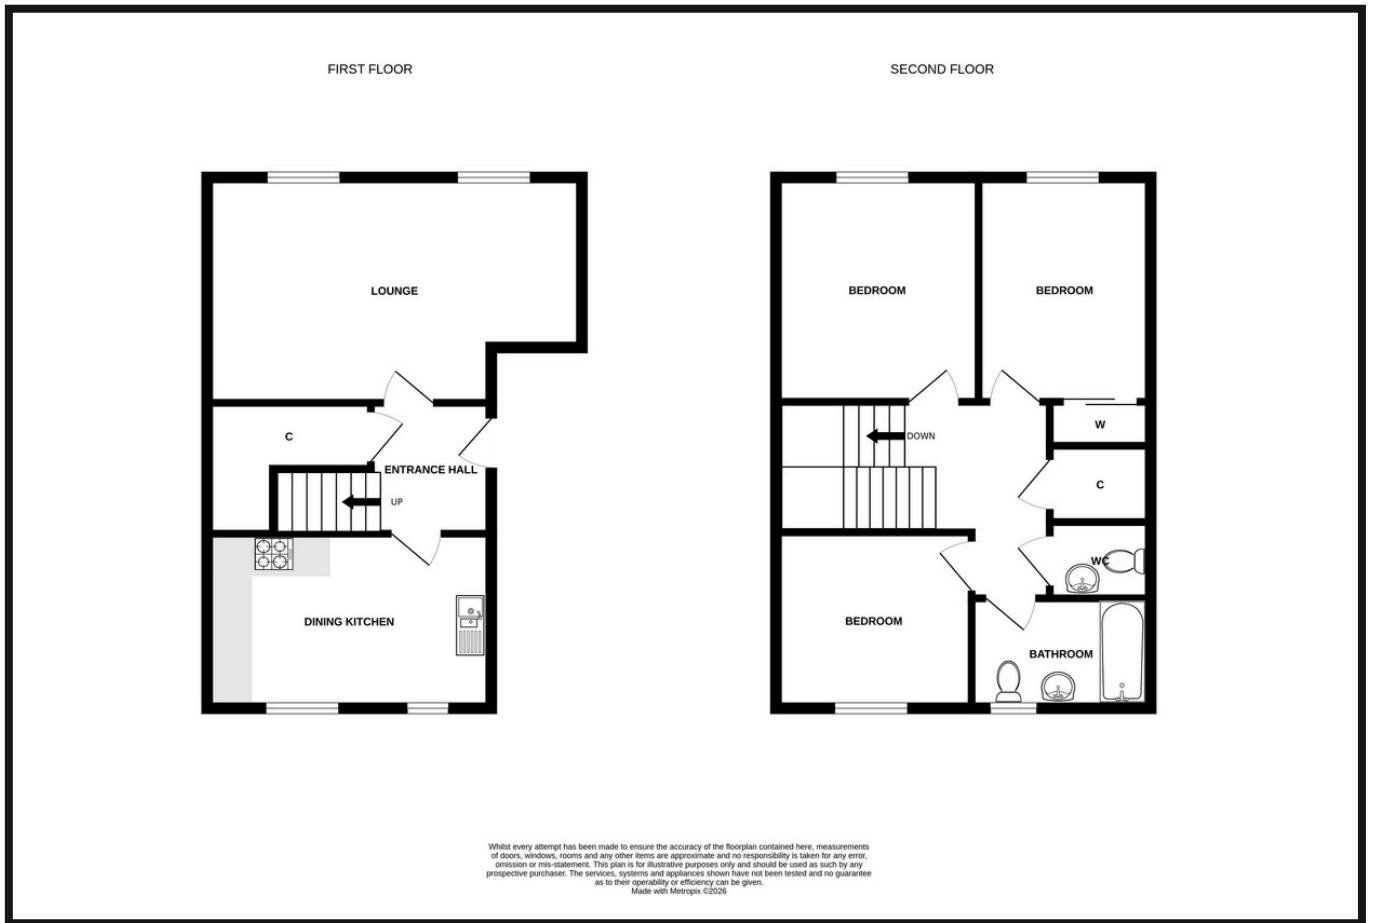 FIRST FLOOR
SECOND FLOOR
LOUNGE
C
ENTRANCE HALL
UP
DINING KITCHEN
BEDROOM
BEDROOM
DOWN
W
C
WC
BEDROOM
BATHROOM
Whilst every attempt has been made to ensure the accuracy of the floorplan contained here, measurements
of doors, windows, rooms and any other items are approximate and no responsibility is taken for any error,
omission or mis-statement. This plan is for illustrative purposes only and should be used as such by any
prospective purchaser. The services, systems and appliances shown have not been tested and no guarantee
as to their operability or efficiency can be given.
Made with Metropix ©2026